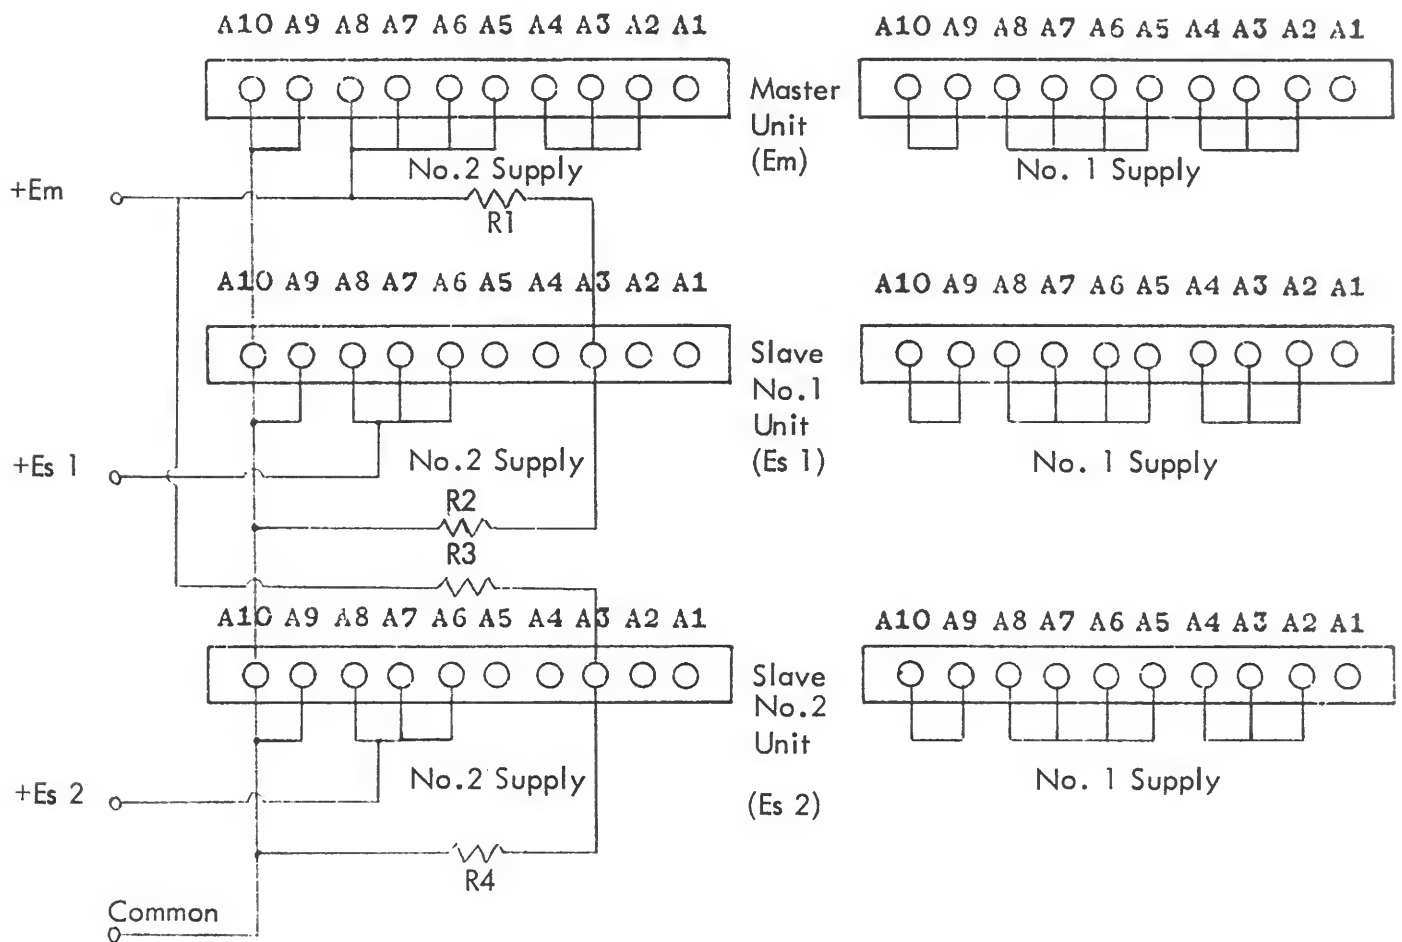 A10 A9 A8 A7 A6 A5 A4 A3 A2 A1
A10 A9 A8 A7 A6 A5 A4 A3 A2 A1
Master
Unit
(Em)
No.2 Supply
No. 1 Supply
+Em
R1
A10 A9 A8 A7 A6 A5 A4 A3 A2 A1
A10 A9 A8 A7 A6 A5 A4 A3 A2 A1
Slave
No.1
Unit
(Es 1)
+Es 1
No.2 Supply
No. 1 Supply
R2
R3
A10 A9 A8 A7 A6 A5 A4 A3 A2 A1
A10 A9 A8 A7 A6 A5 A4 A3 A2 A1
Slave
No.2
Unit
(Es 2)
+Es 2
No.2 Supply
No. 1 Supply
R4
Common